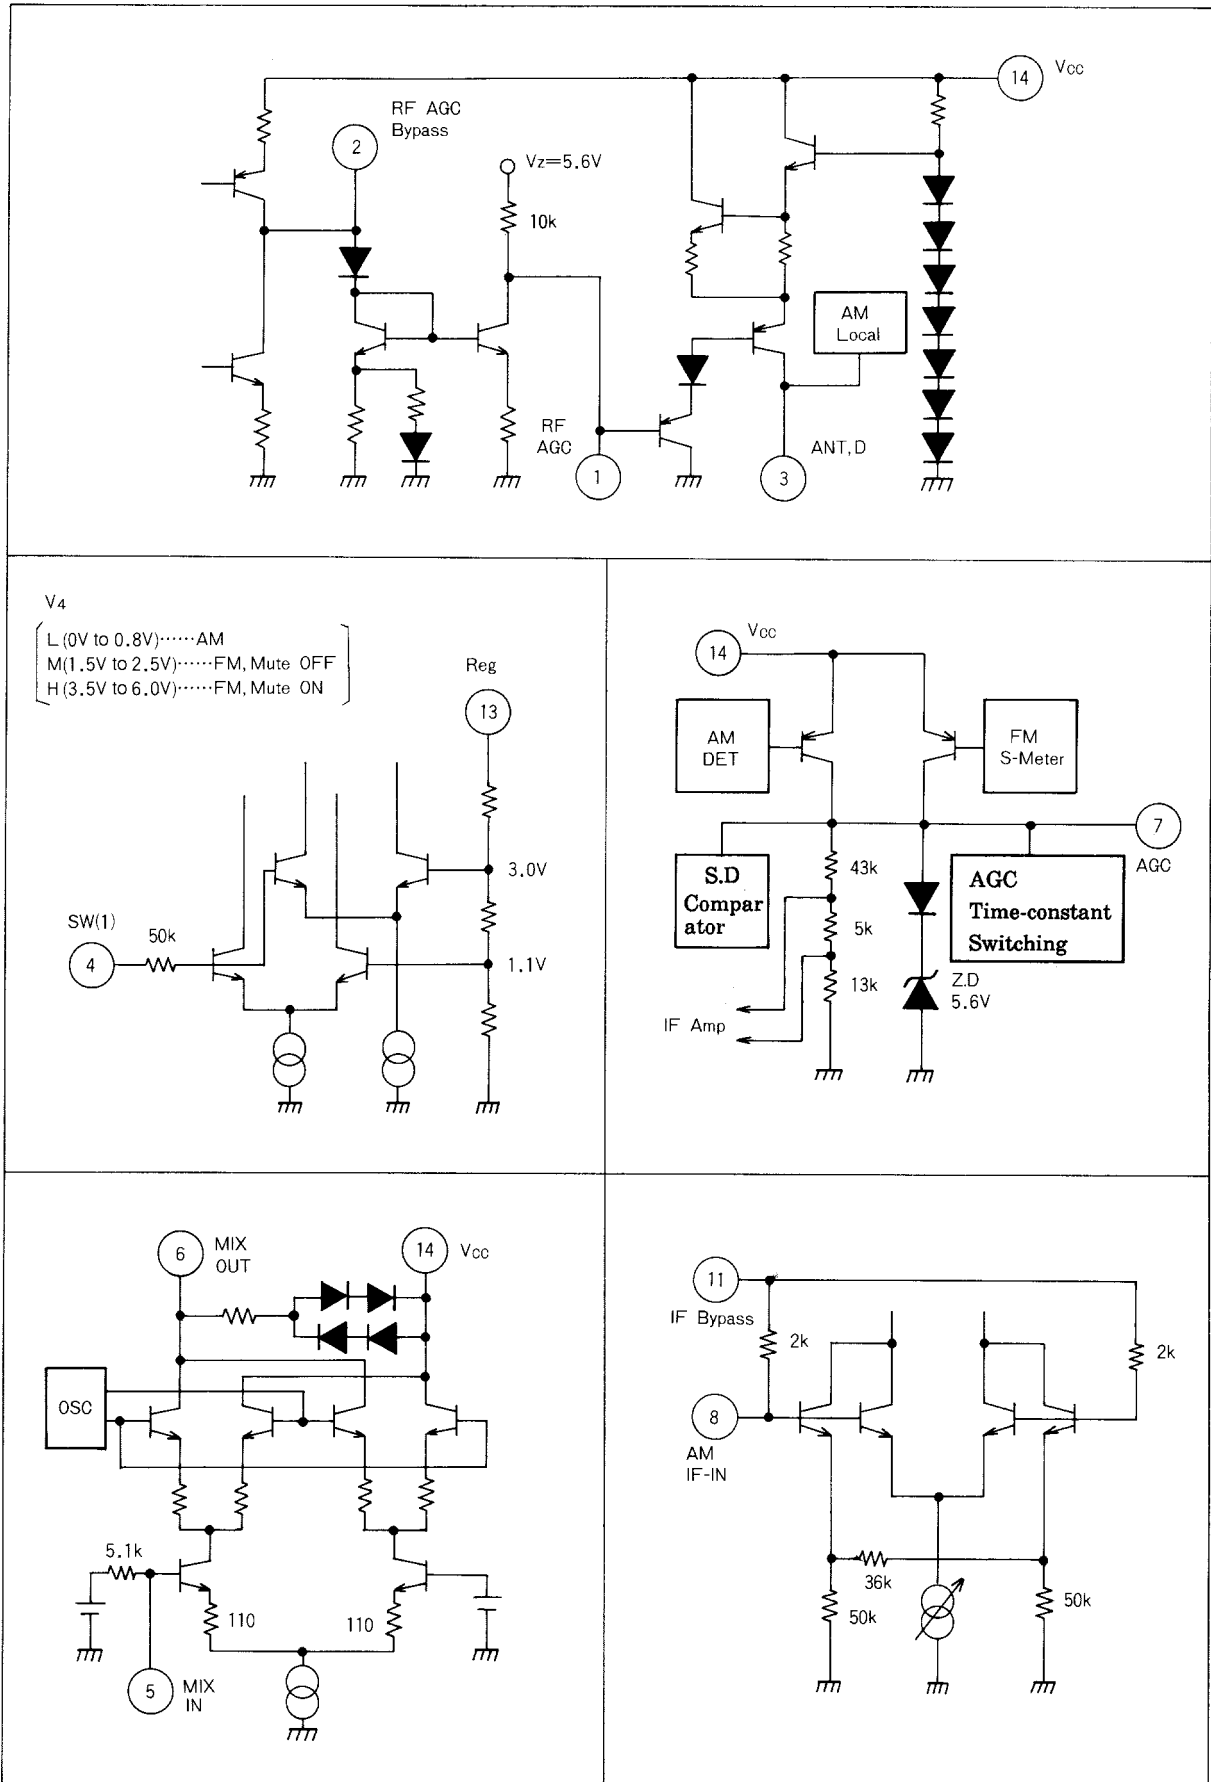 14
Vcc
RF AGC
Bypass
2
Vz=5.6V
10k
AM
Local
RF
AGC
1
3
ANT,D
V4
L (0V to 0.8V)······AM
M(1.5V to 2.5V)······FM, Mute OFF
H (3.5V to 6.0V)······FM, Mute ON
Reg
13
3.0V
SW(1)
4
50k
1.1V
14
Vcc
AM
DET
FM
S-Meter
7
AGC
S.D
Compar
ator
43k
5k
13k
AGC
Time-constant
Switching
Z.D
5.6V
IF Amp
6
MIX
OUT
14
Vcc
OSC
5.1k
110
110
5
MIX
IN
11
IF Bypass
2k
2k
8
AM
IF-IN
36k
50k
50k